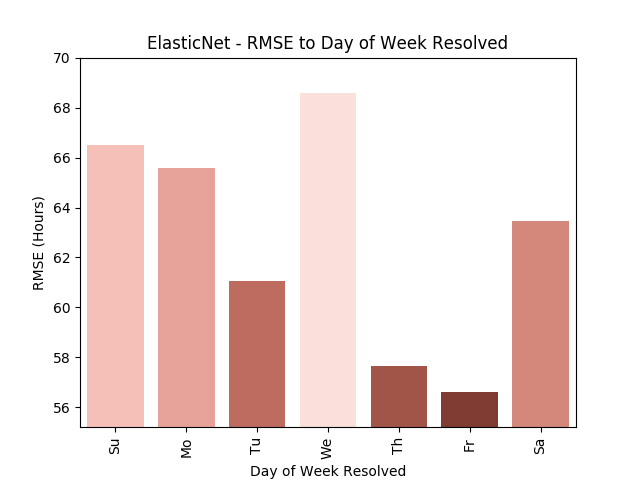 ElasticNet - RMSE to Day of Week Resolved
70
68
66
64
62
60
58
56
RMSE (Hours)
Su
Mo
Tu
We
Th
Fr
Sa
Day of Week Resolved